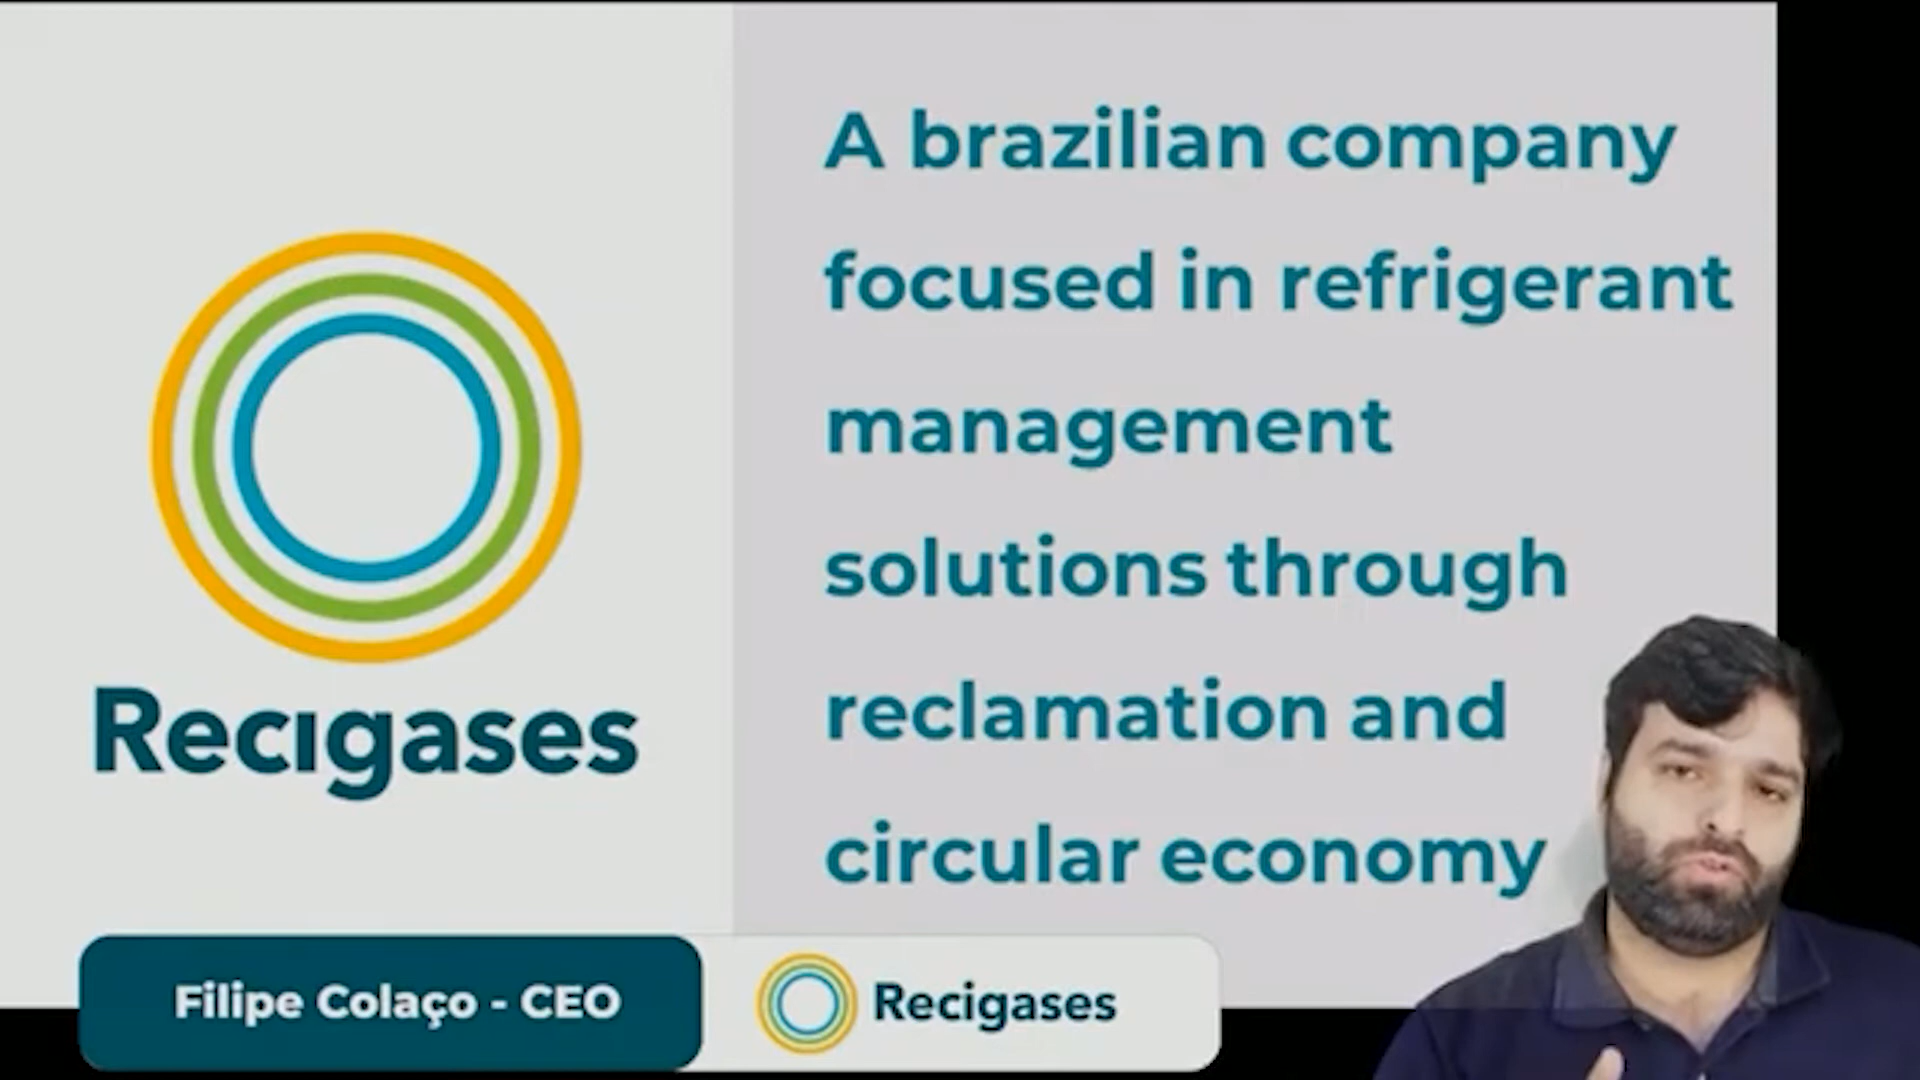 Recigases
A brazilian company
focused in refrigerant
management
solutions through
reclamation and
circular economy
Filipe Colaço - CEO
Recigases